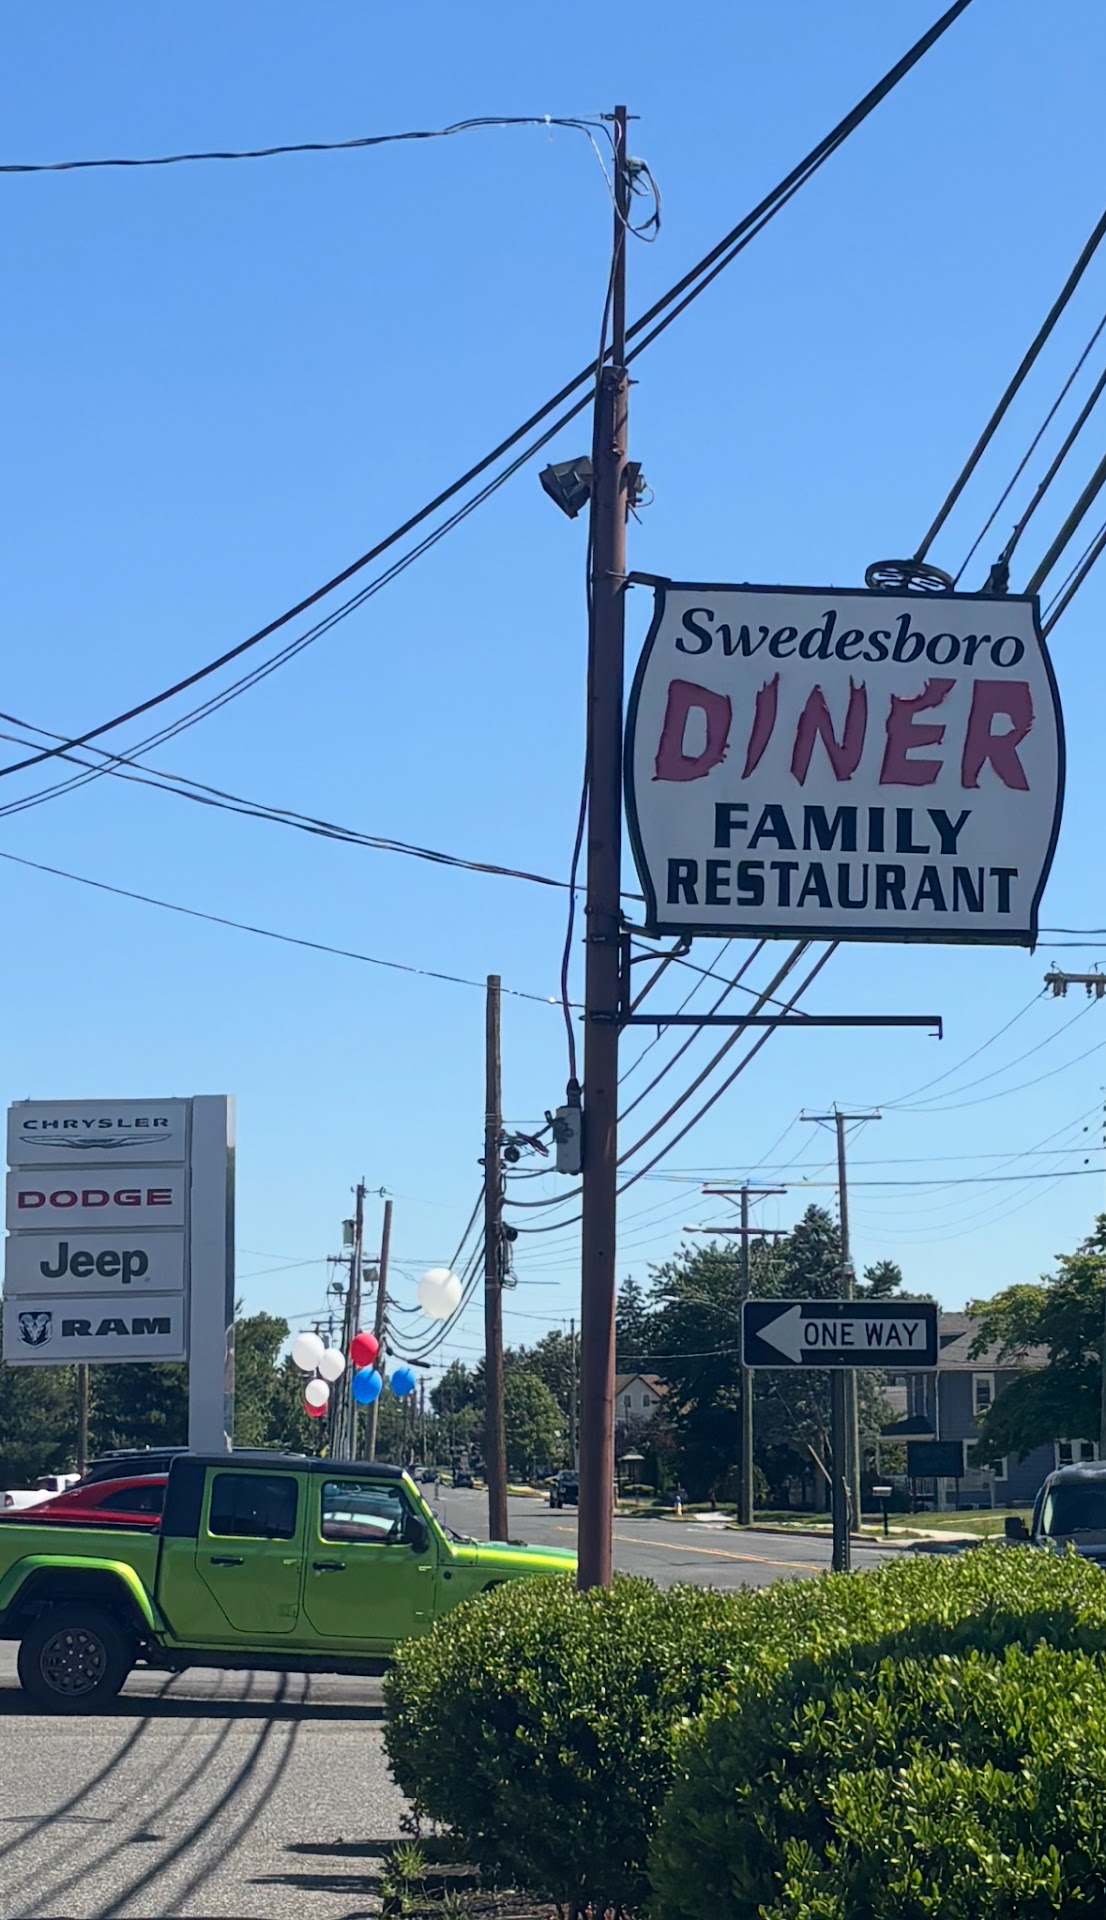 Swedesboro
DINER
FAMILY
RESTAURANT
CHRYSLER
DODGE
Jeep
RAM
ONE WAY